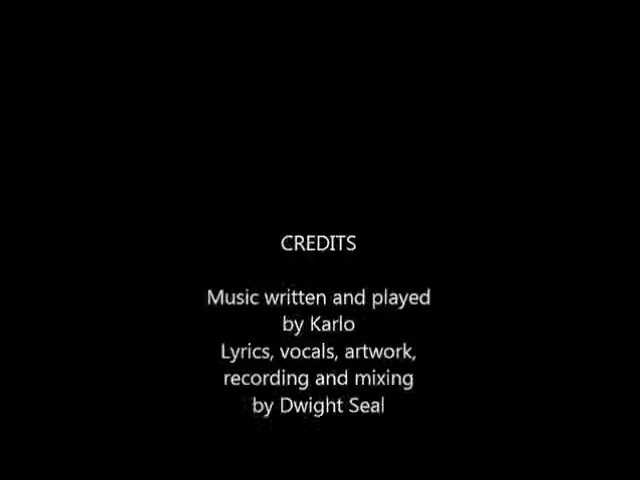 CREDITS
Music written and played
by Karlo
Lyrics, vocals, artwork,
recording and mixing
by Dwight Seal